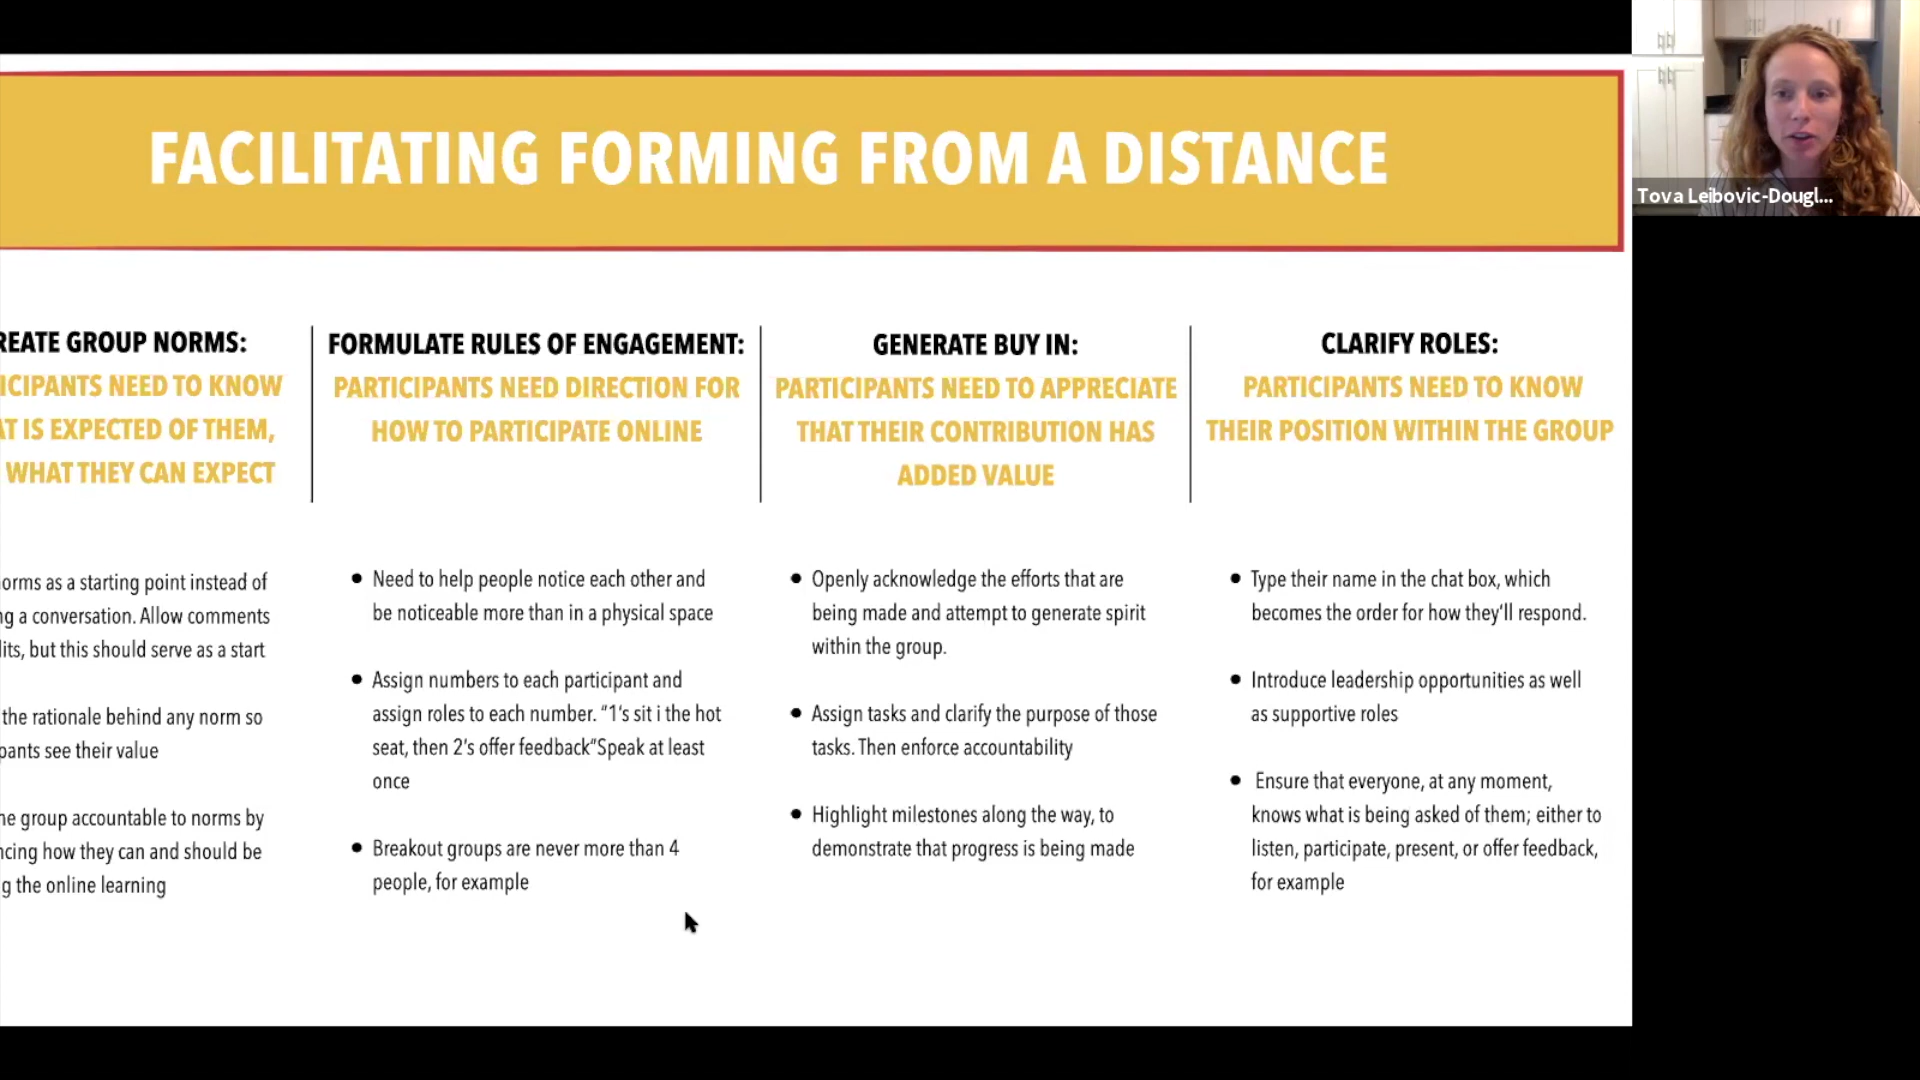 FACILITATING FORMING FROM A DISTANCE
Tova Leibovic-Dougl...
REATE GROUP NORMS:
ICIPANTS NEED TO KNOW
AT IS EXPECTED OF THEM,
WHAT THEY CAN EXPECT
orms as a starting point instead of
ng a conversation. Allow comments
lits, but this should serve as a start
the rationale behind any norm so
pants see their value
he group accountable to norms by
ncing how they can and should be
g the online learning
FORMULATE RULES OF ENGAGEMENT:
PARTICIPANTS NEED DIRECTION FOR
HOW TO PARTICIPATE ONLINE
• Need to help people notice each other and
be noticeable more than in a physical space
• Assign numbers to each participant and
assign roles to each number. "1's sit i the hot
seat, then 2's offer feedback"Speak at least
once
• Breakout groups are never more than 4
people, for example
GENERATE BUY IN:
PARTICIPANTS NEED TO APPRECIATE
THAT THEIR CONTRIBUTION HAS
ADDED VALUE
• Openly acknowledge the efforts that are
being made and attempt to generate spirit
within the group.
• Assign tasks and clarify the purpose of those
tasks. Then enforce accountability
• Highlight milestones along the way, to
demonstrate that progress is being made
CLARIFY ROLES:
PARTICIPANTS NEED TO KNOW
THEIR POSITION WITHIN THE GROUP
• Type their name in the chat box, which
becomes the order for how they'll respond.
• Introduce leadership opportunities as well
as supportive roles
• Ensure that everyone, at any moment,
knows what is being asked of them; either to
listen, participate, present, or offer feedback,
for example